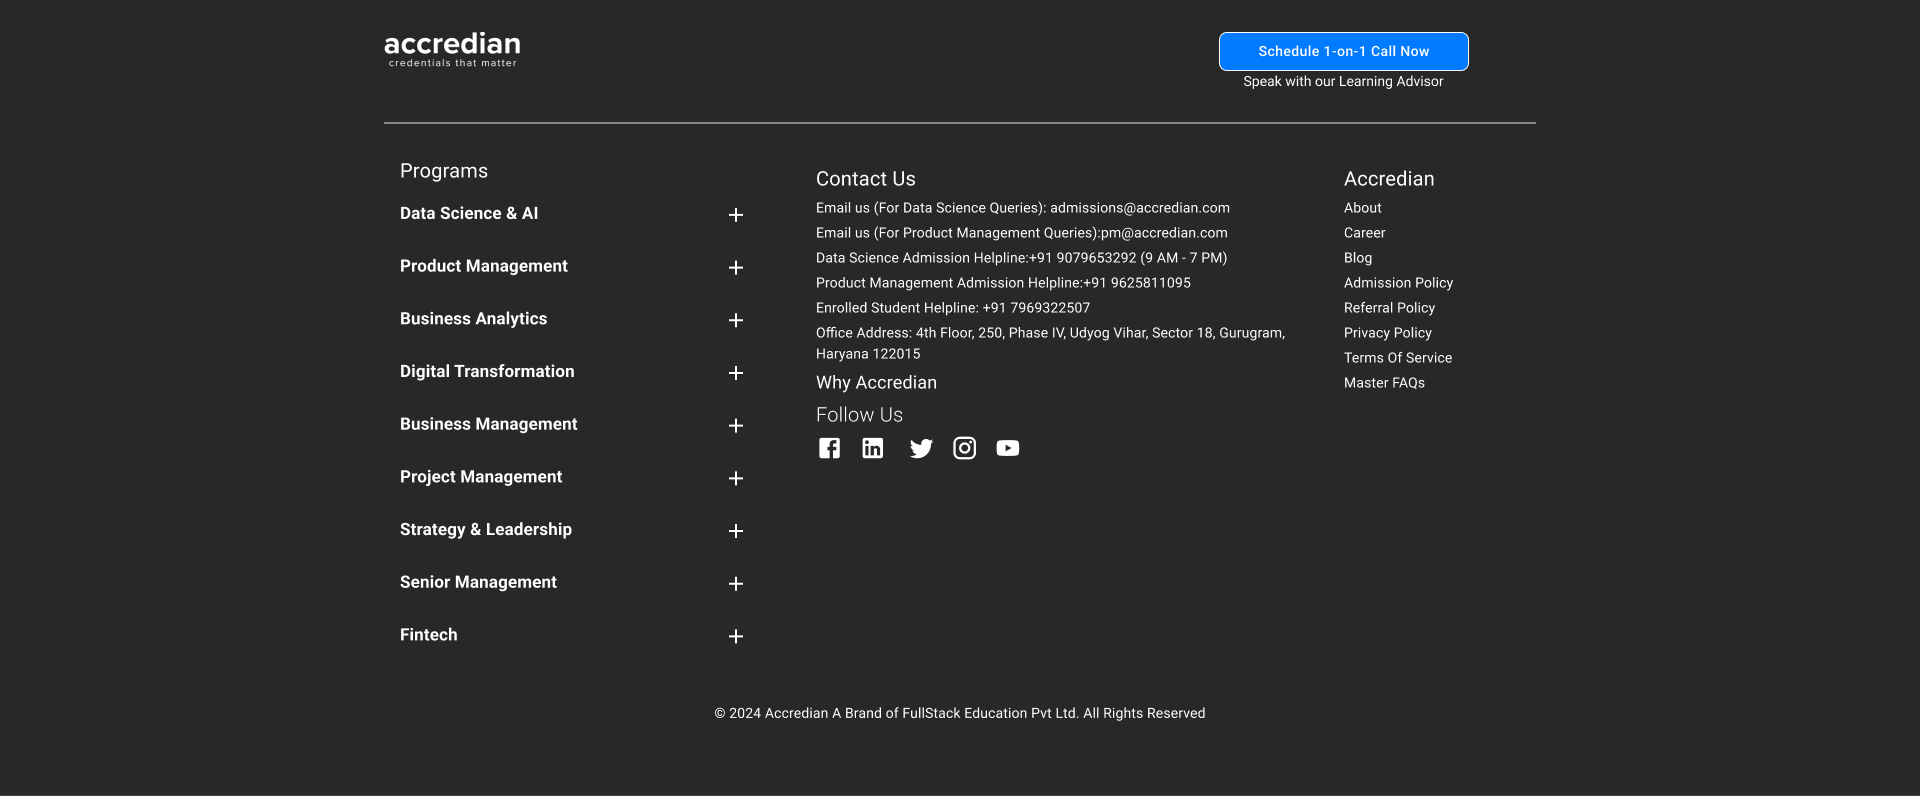 accredian
credentials that matter
Schedule 1-on-1 Call Now
Speak with our Learning Advisor
Programs
Data Science & AI
Product Management
Business Analytics
Digital Transformation
Business Management
Project Management
Strategy & Leadership
Senior Management
Fintech
Contact Us
Email us (For Data Science Queries): admissions@accredian.com
Email us (For Product Management Queries):pm@accredian.com
Data Science Admission Helpline:+91 9079653292 (9 AM - 7 PM)
Product Management Admission Helpline:+91 9625811095
Enrolled Student Helpline: +91 7969322507
Office Address: 4th Floor, 250, Phase IV, Udyog Vihar, Sector 18, Gurugram,
Haryana 122015
Why Accredian
Follow Us
Accredian
About
Career
Blog
Admission Policy
Referral Policy
Privacy Policy
Terms Of Service
Master FAQs
© 2024 Accredian A Brand of FullStack Education Pvt Ltd. All Rights Reserved